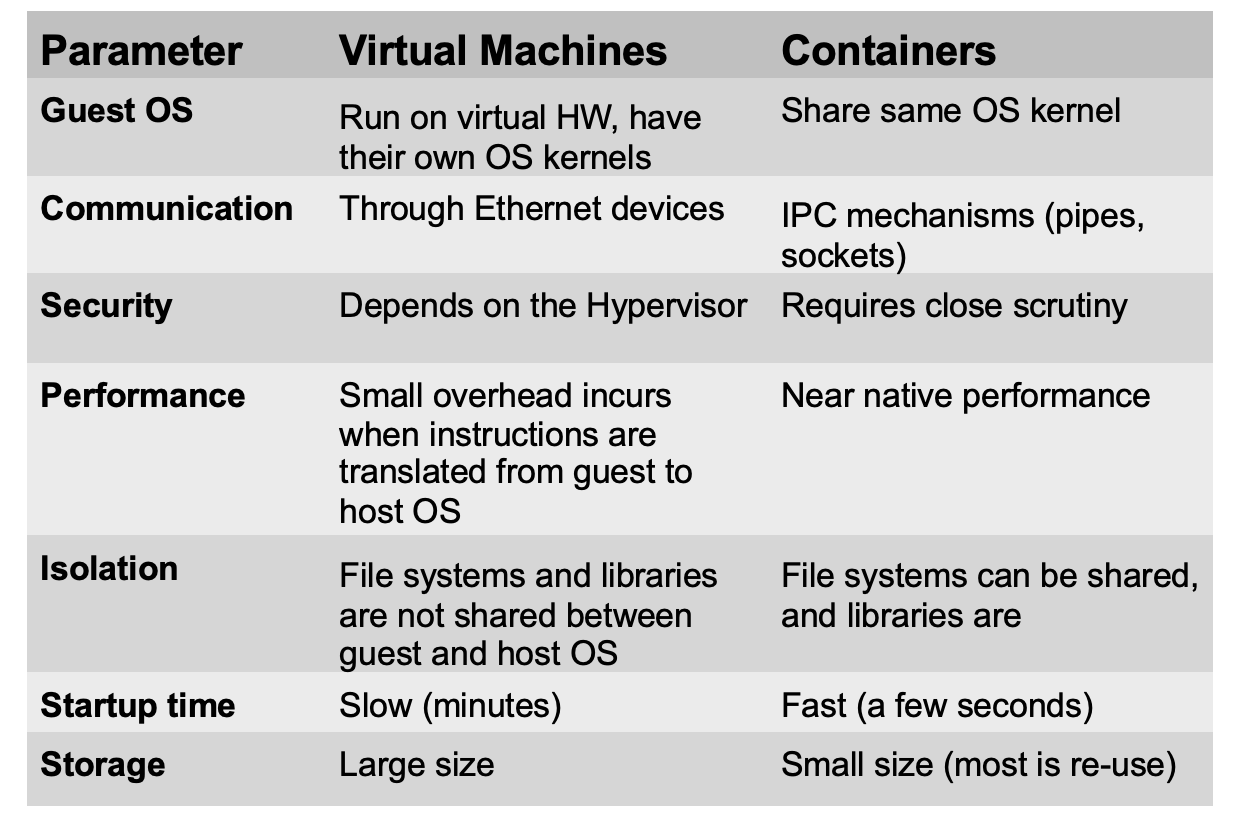 Parameter Virtual Machines Containers
Guest OS Run on virtual HW, have their own OS kernels Share same OS kernel
Communication Through Ethernet devices IPC mechanisms (pipes, sockets)
Security Depends on the Hypervisor Requires close scrutiny
Performance Small overhead incurs when instructions are translated from guest to host OS Near native performance
Isolation File systems and libraries are not shared between guest and host OS File systems can be shared, and libraries are
Startup time Slow (minutes) Fast (a few seconds)
Storage Large size Small size (most is re-use)